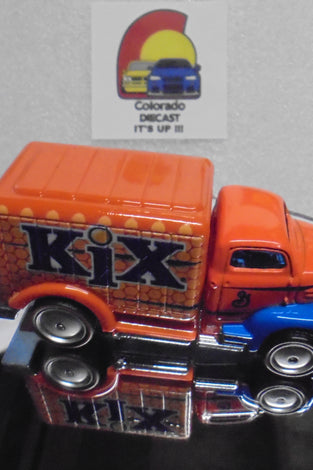 Colorado
DIECAST
IT'S UP !!!
KiX